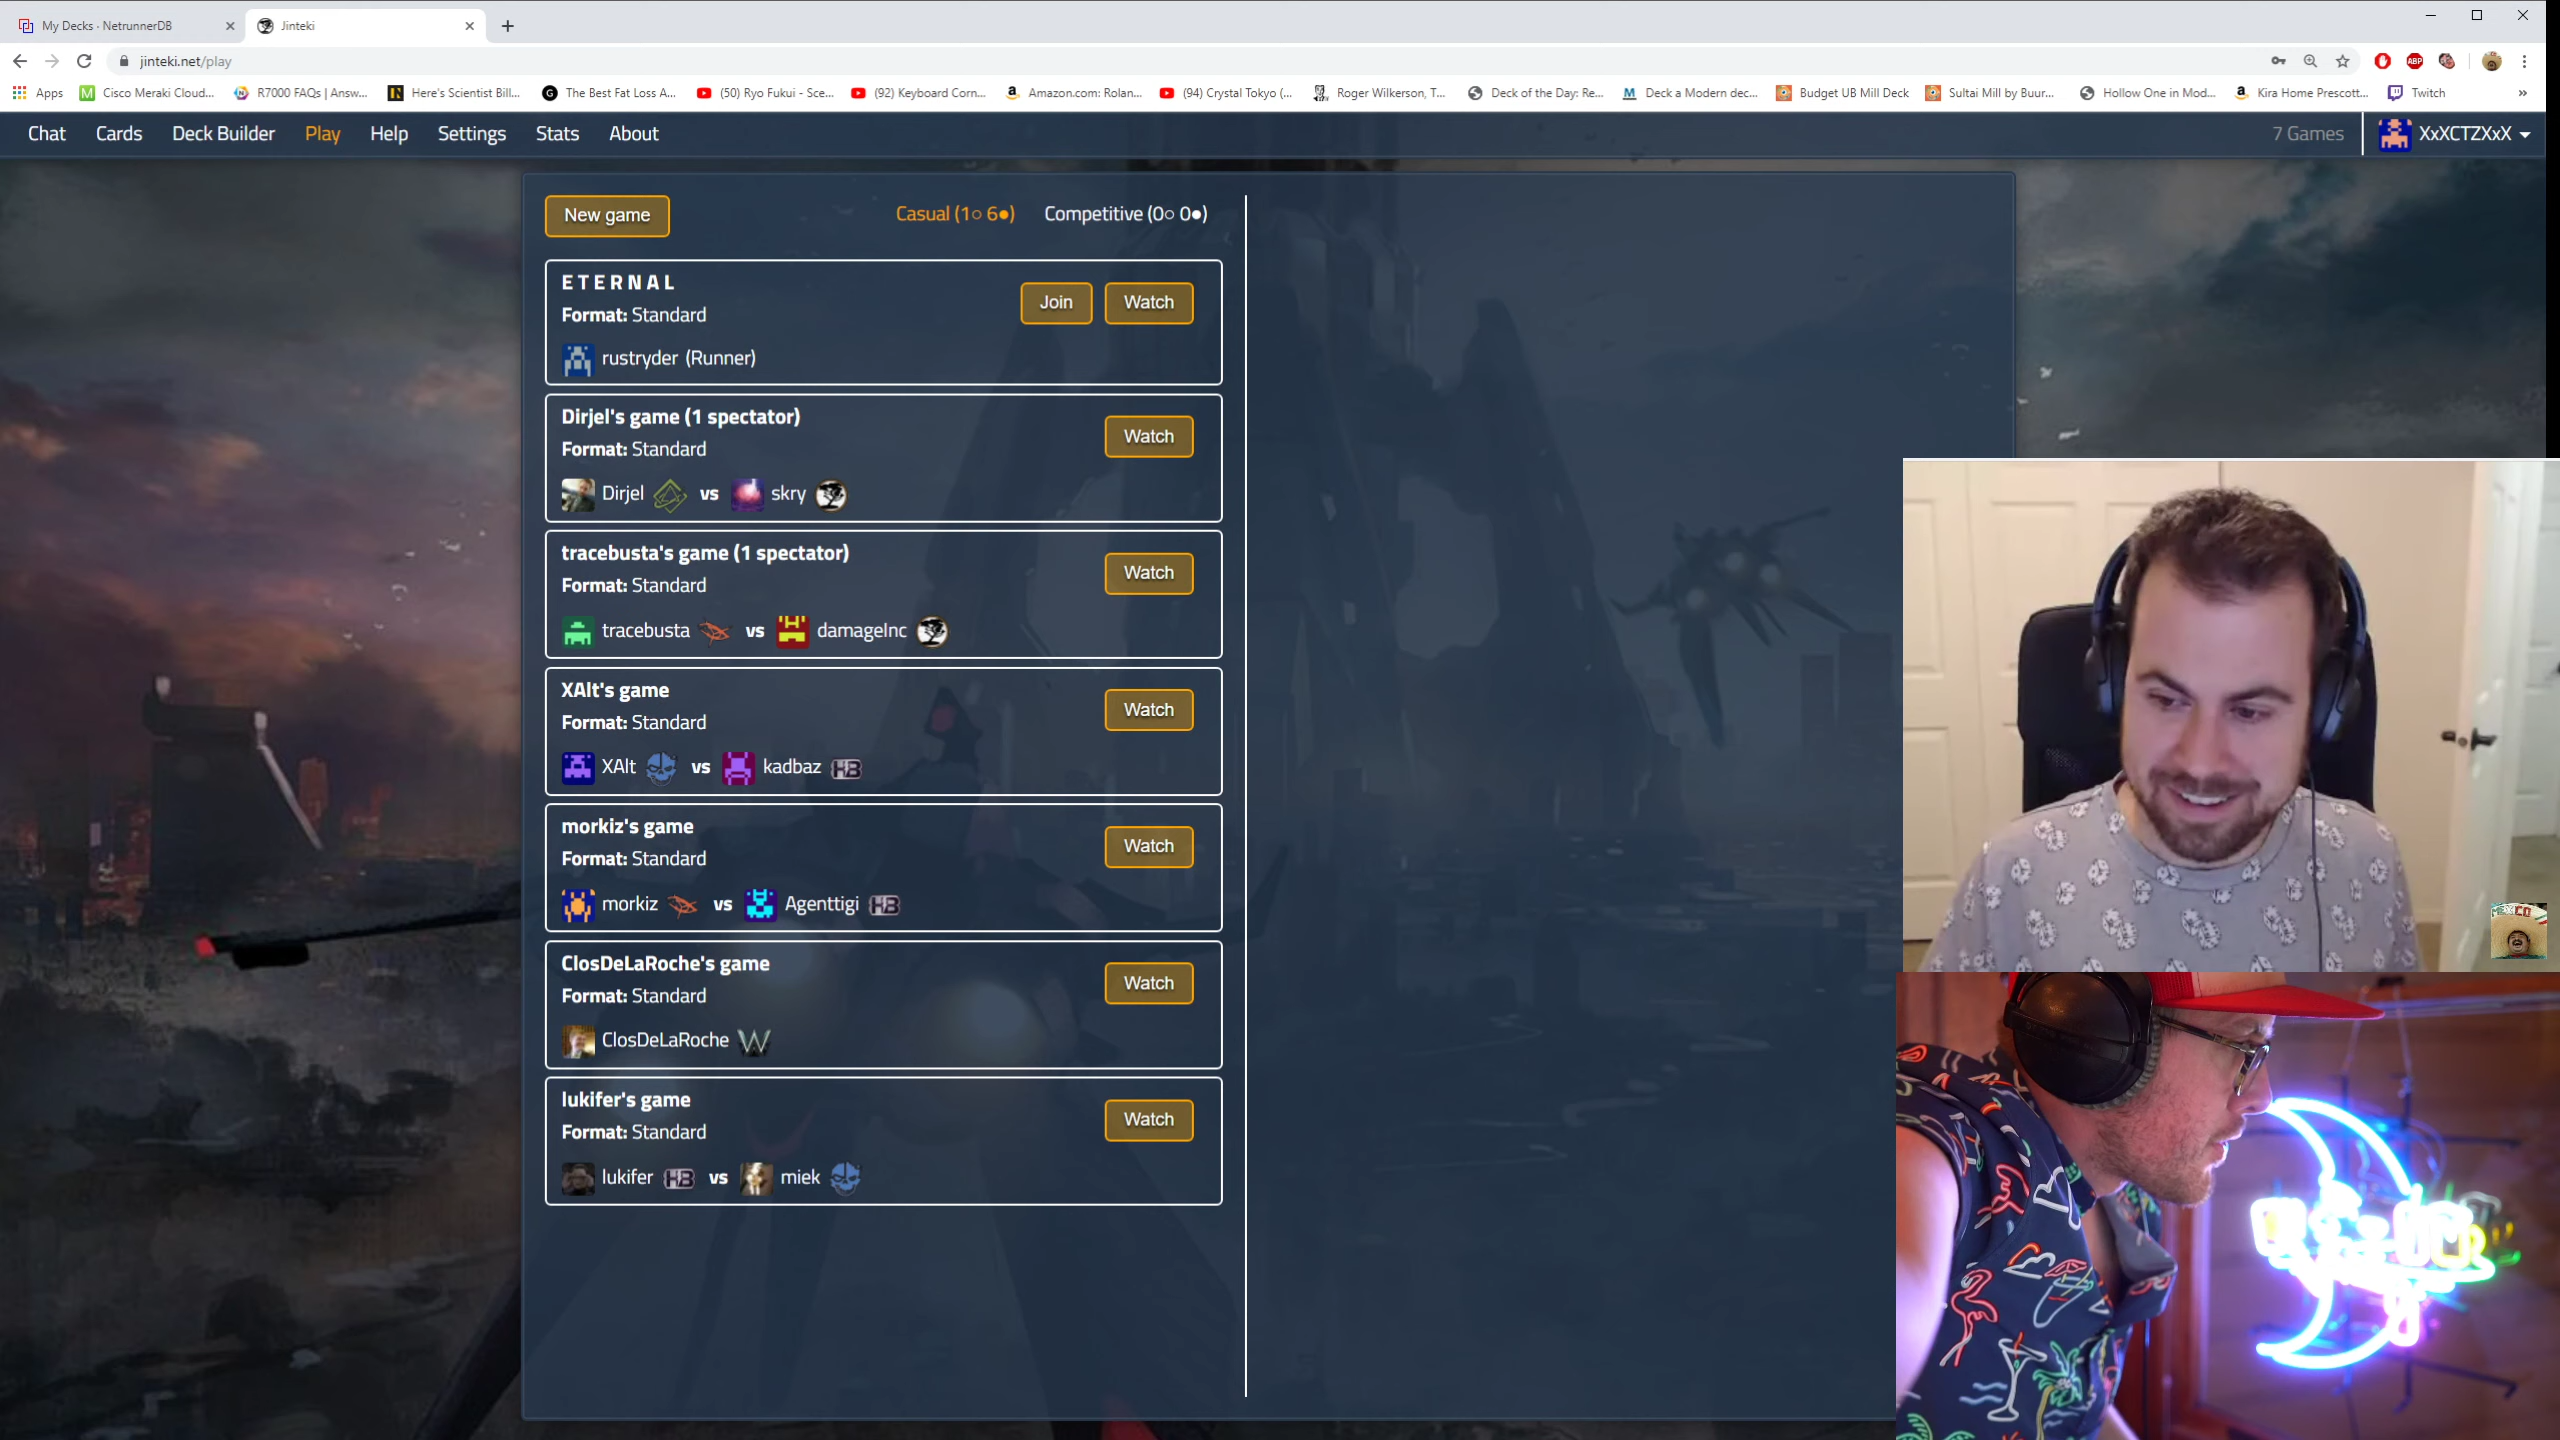 My Decks · NetrunnerDB
Jinteki
jinteki.net/play
Apps
Cisco Meraki Cloud...
R7000 FAQs | Answ...
Here's Scientist Bill...
The Best Fat Loss A...
(50) Ryo Fukui - Sce...
(92) Keyboard Corn...
Amazon.com: Rolan...
(94) Crystal Tokyo (...
Roger Wilkerson, T...
Deck of the Day: Re...
Deck a Modern dec...
Budget UB Mill Deck
Sultai Mill by Buur...
Hollow One in Mod...
Kira Home Prescott...
Twitch
ABP
Chat
Cards
Deck Builder
Play
Help
Settings
Stats
About
7 Games
XxXCTZXxX
New game
Casual (1○ 6●)
Competitive (0○ 0●)
E T E R N A L
Format: Standard
rustryder (Runner)
Join
Watch
Dirjel's game (1 spectator)
Format: Standard
Dirjel vs skry
Watch
tracebusta's game (1 spectator)
Format: Standard
tracebusta vs damageInc
Watch
XAlt's game
Format: Standard
XAlt vs kadbaz HB
Watch
morkiz's game
Format: Standard
morkiz vs Agenttigi HB
Watch
ClosDeLaRoche's game
Format: Standard
ClosDeLaRoche W
Watch
lukifer's game
Format: Standard
lukifer HB vs miek
Watch
MEXICO